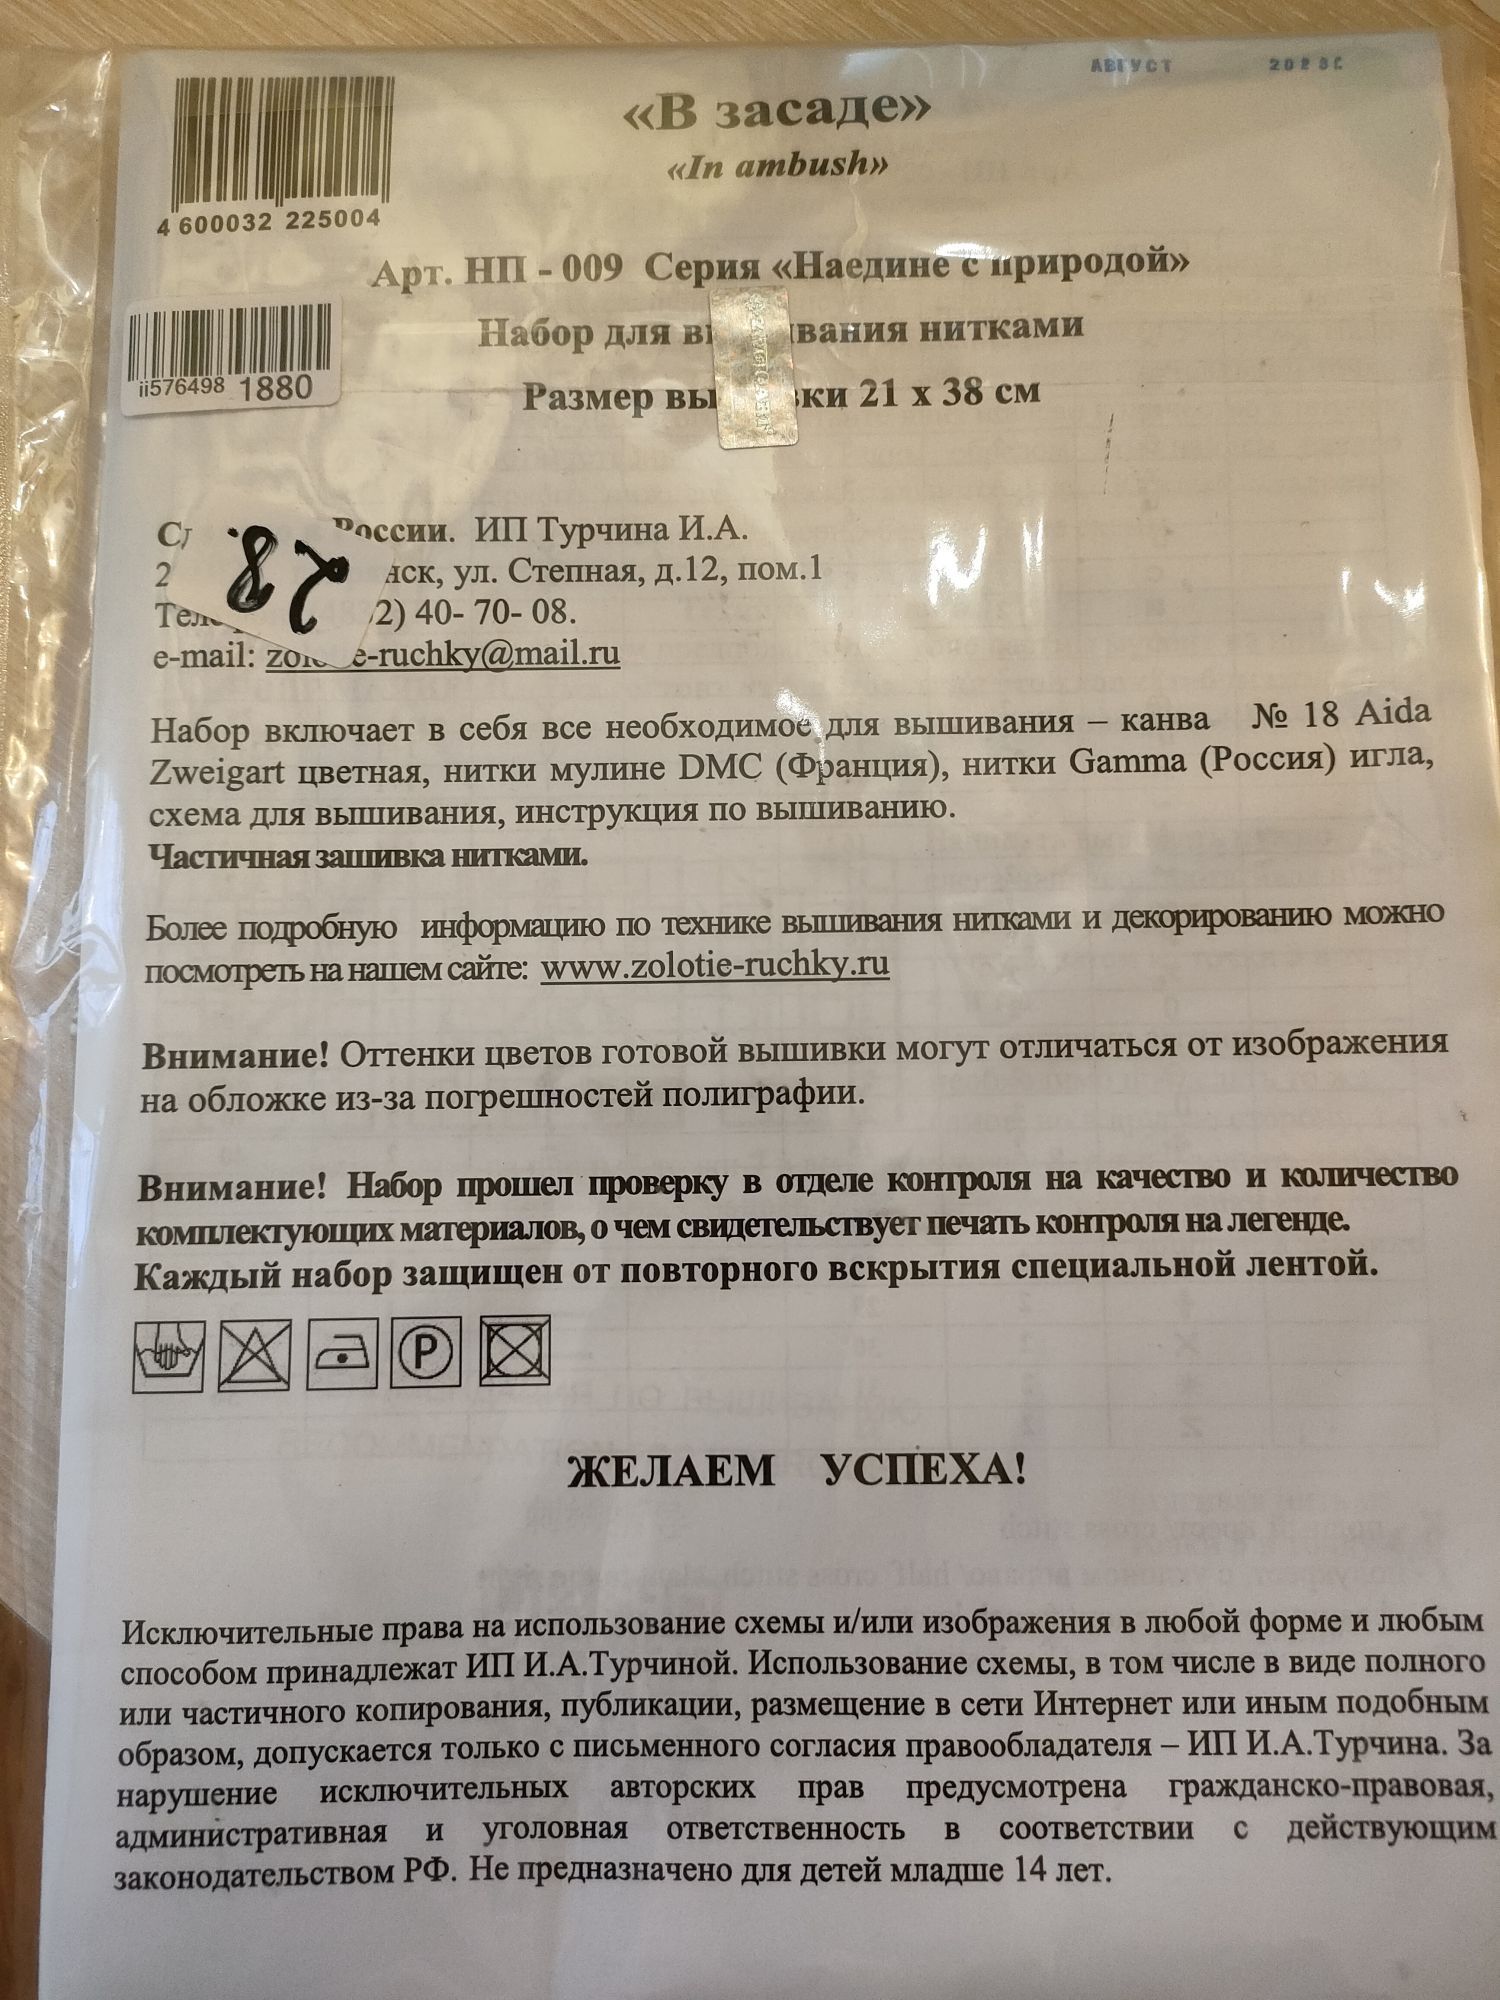 АВГУСТ
«В засаде»
«In ambush»
4 600032 225004
Арт. НП - 009 Серия «Наедине с природой»
Набор для нитками
Размер 21 х 38 см
ii576498 1880
России. ИП Турчина И.А.
28.
ул. Степная, д.12, пом.1
40- 70- 08.
e-mail: e-ruchky@mail.ru
Набор включает в себя все необходимое для вышивания – канва № 18 Aida
Zweigart цветная, нитки мулине DMC (Франция), нитки Gamma (Россия) игла,
схема для вышивания, инструкция по вышиванию.
Частичная зашивка нитками.
Более подробную информацию по технике вышивания нитками и декорированию можно
посмотреть на нашем сайте: www.zolotie-ruchky.ru
Внимание! Оттенки цветов готовой вышивки могут отличаться от изображения
на обложке из-за погрешностей полиграфии.
Внимание! Набор прошел проверку в отделе контроля на качество и количество
комплектующих материалов, о чем свидетельствует печать контроля на легенде.
Каждый набор защищен от повторного вскрытия специальной лентой.
P
ЖЕЛАЕМ УСПЕХА!
Исключительные права на использование схемы и/или изображения в любой форме и любым
способом принадлежат ИП И.А.Турчиной. Использование схемы, в том числе в виде полного
или частичного копирования, публикации, размещение в сети Интернет или иным подобным
образом, допускается только с письменного согласия правообладателя – ИП И.А.Турчина. За
нарушение исключительных авторских прав предусмотрена гражданско-правовая,
административная и уголовная ответственность в соответствии с действующим
законодательством РФ. Не предназначено для детей младше 14 лет.